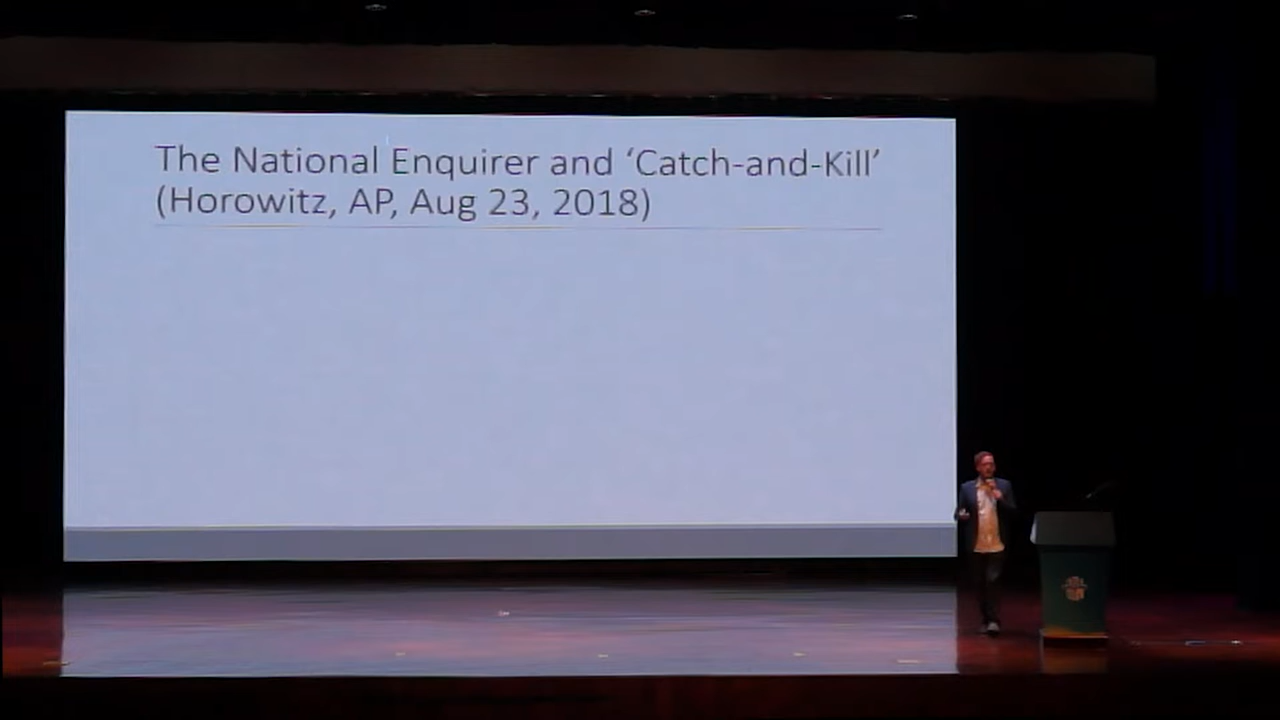 The National Enquirer and ‘Catch-and-Kill’
(Horowitz, AP, Aug 23, 2018)